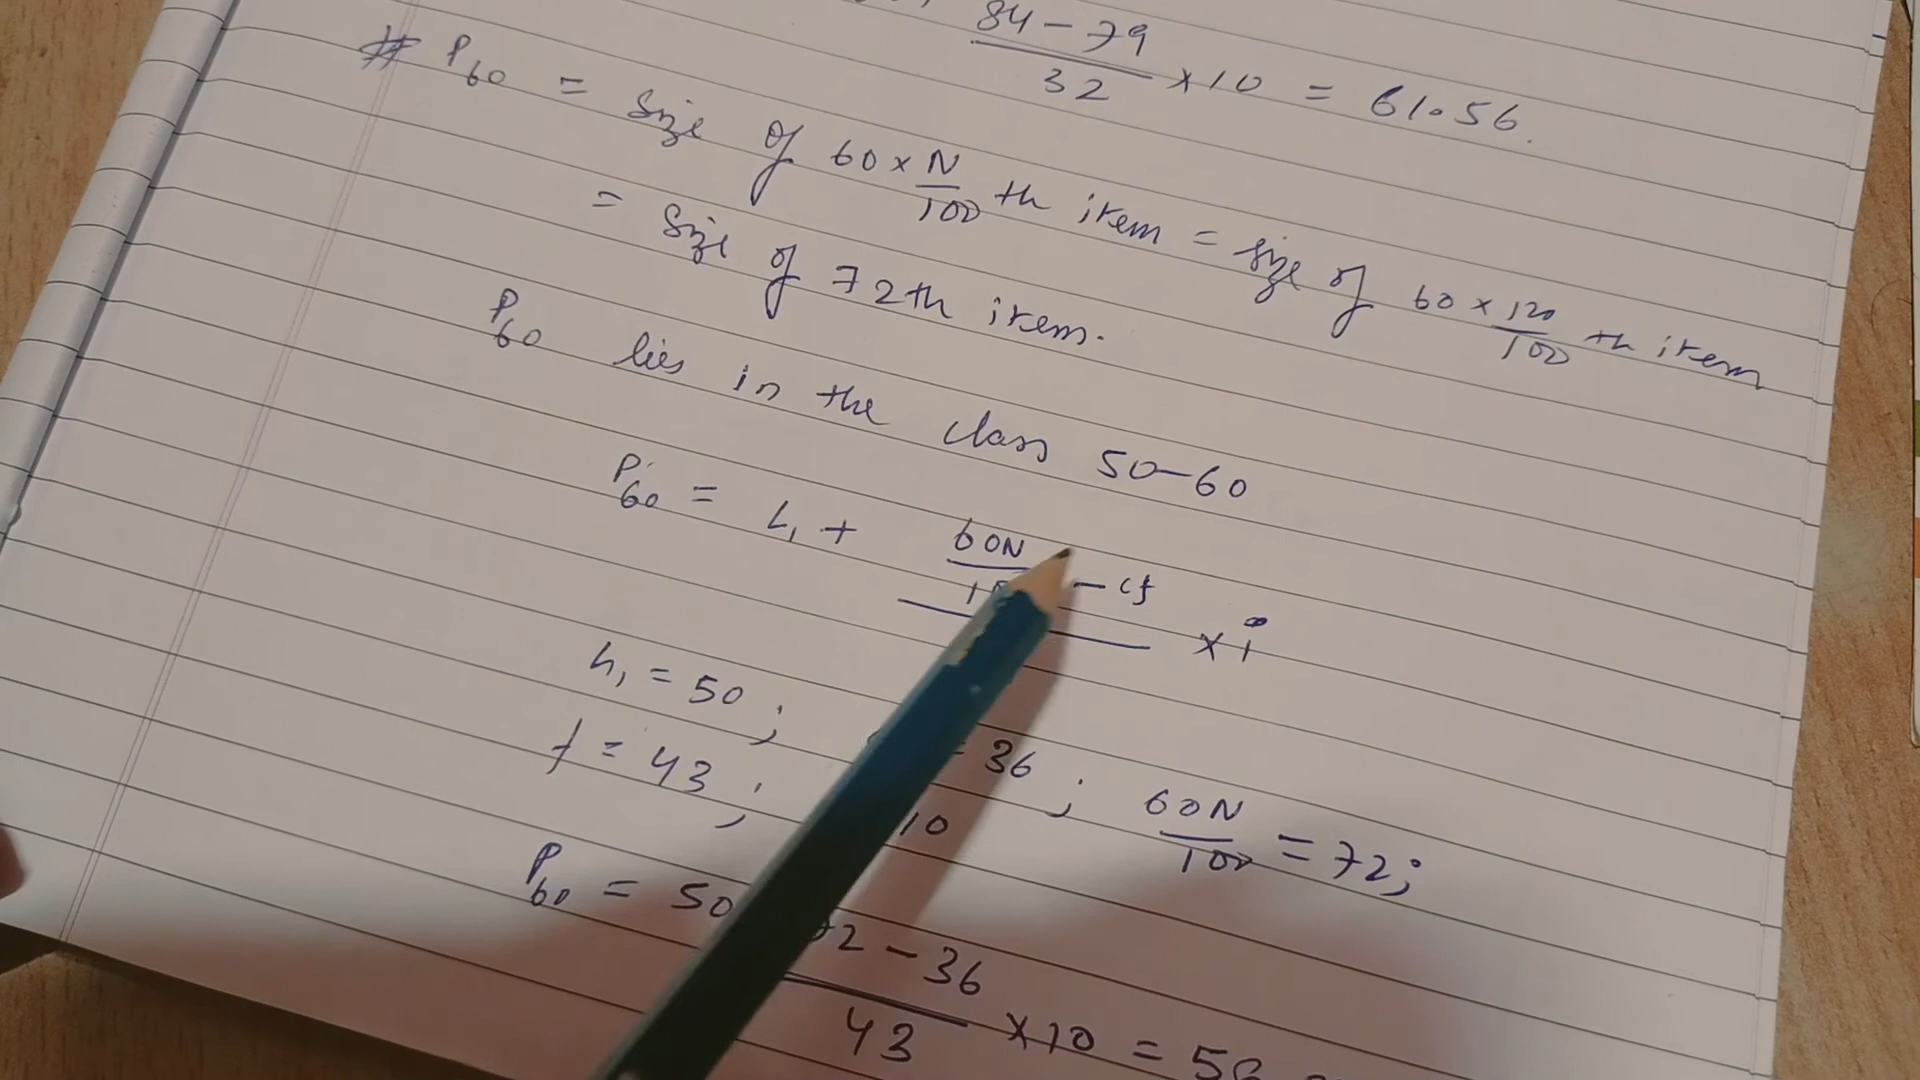 84 - 79
32 × 10 = 61.56.
# P60 = Size of 60 × N/100 th item = size of 60 × 120/100 th item
= Size of 72th item.
P60 lies in the class 50-60
P60 = L1 + 60N - cf × i
L1 = 50; = 36; 60N/100 = 72;
f = 43; 10
P60 = 50 72 - 36
43 × 10 =